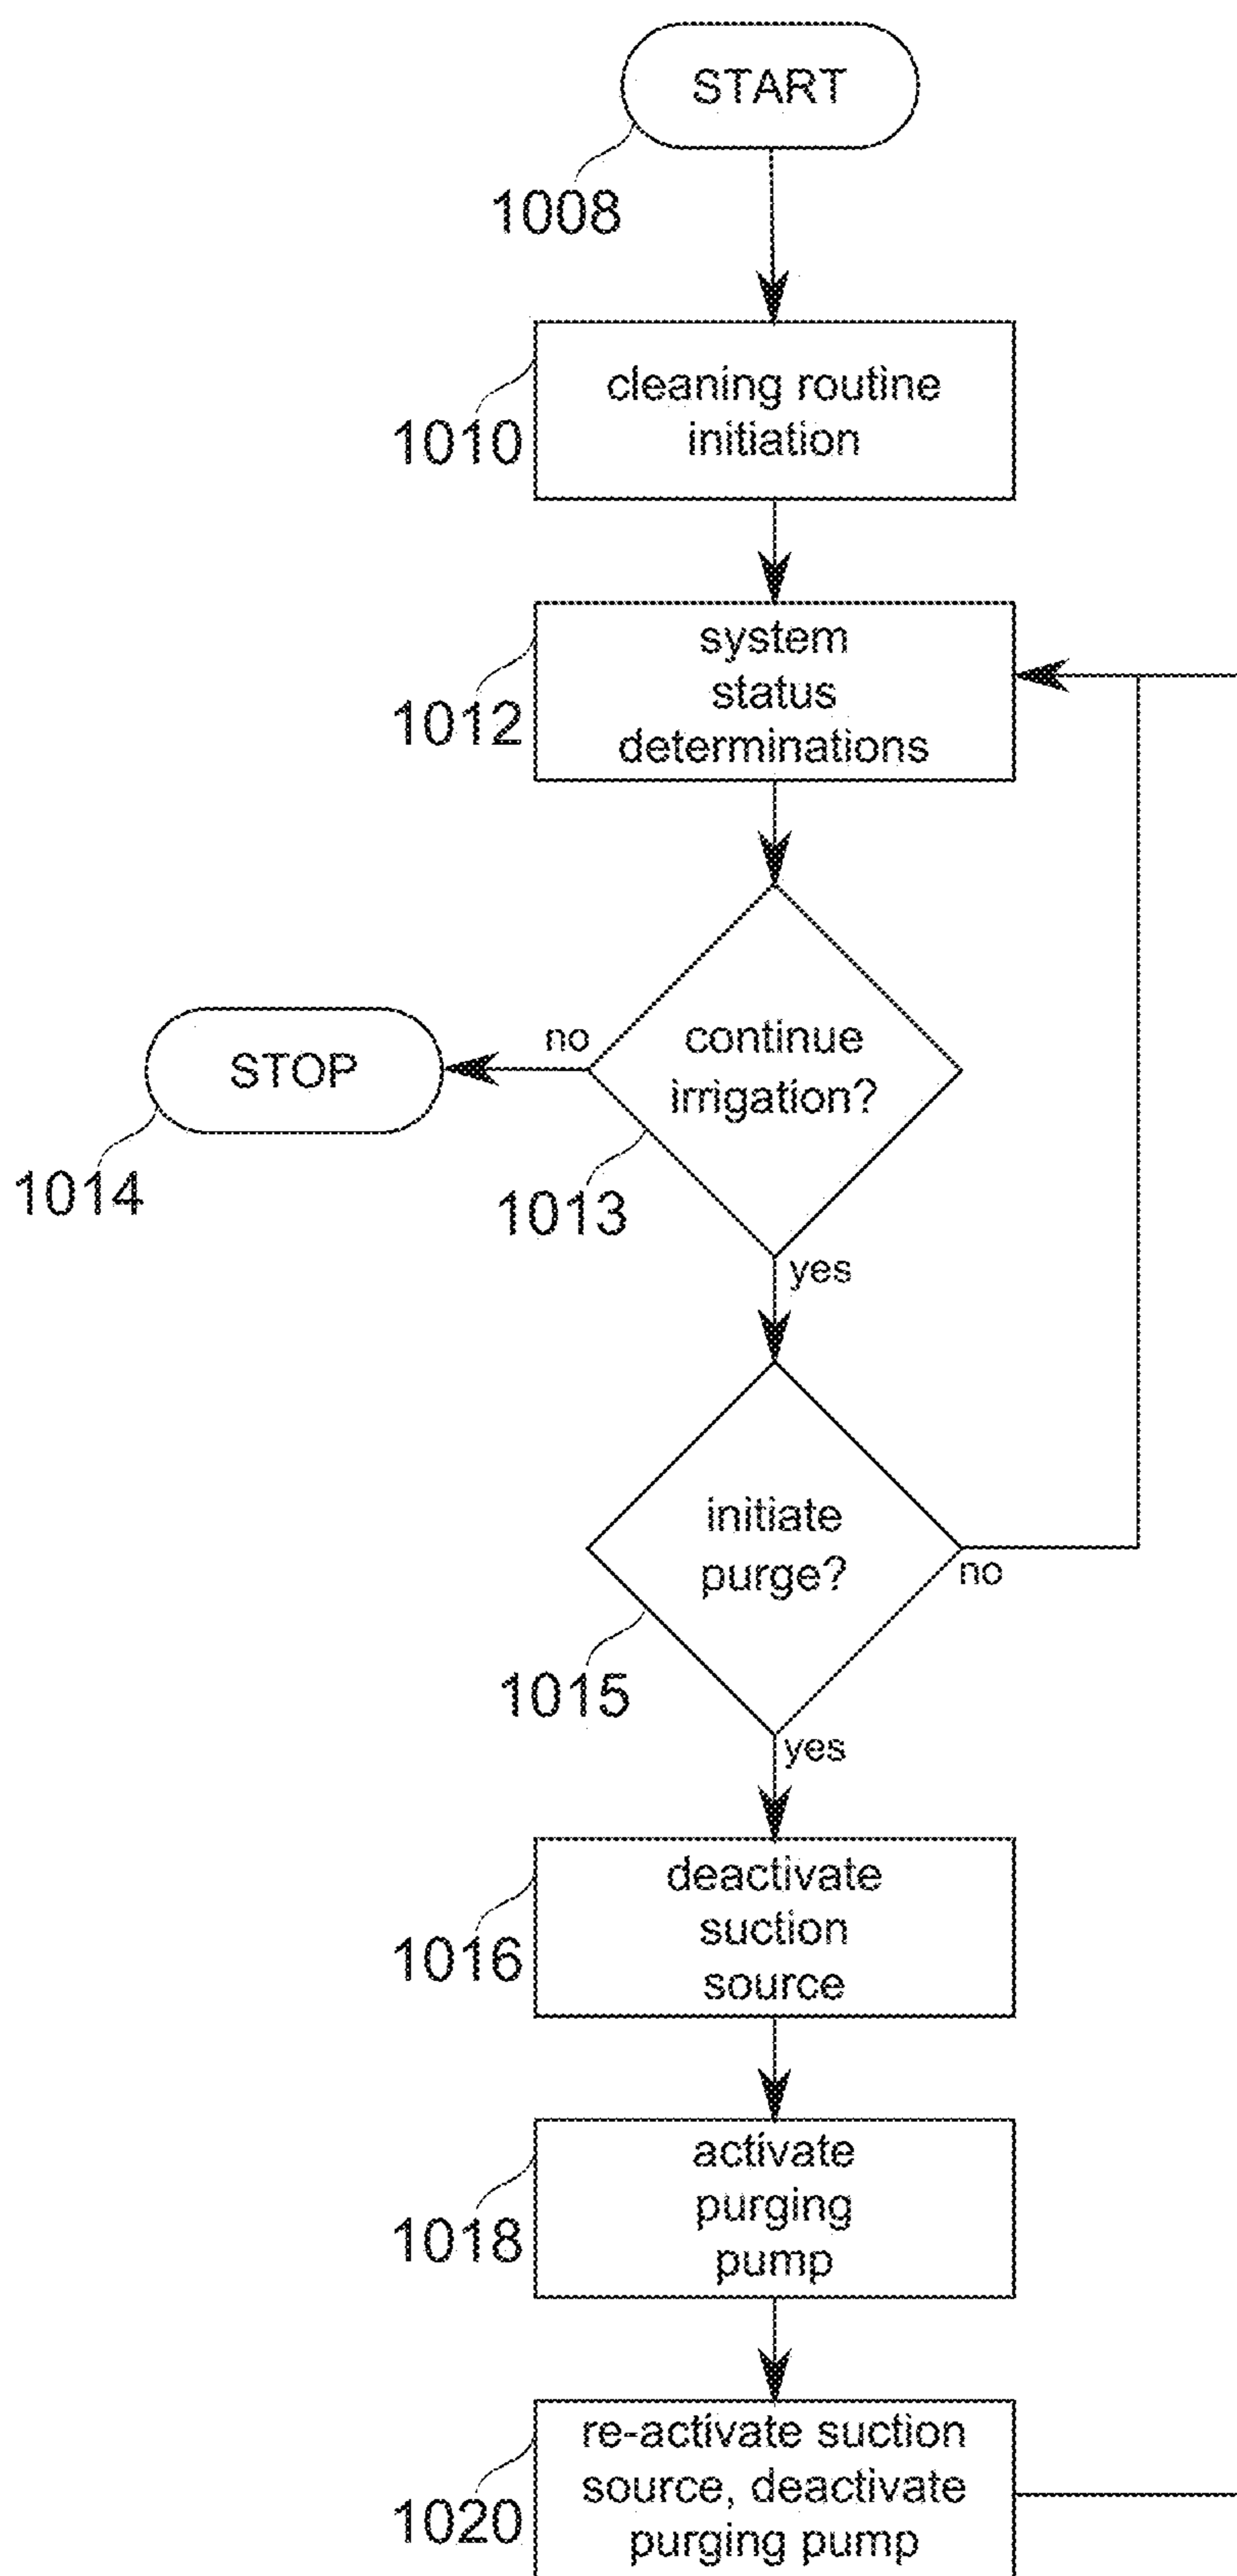 START
1008
cleaning routine
initiation
1010
system
status
determinations
1012
continue
irrigation?
no
STOP
1014
1013
yes
initiate
purge?
no
1015
yes
deactivate
suction
source
1016
activate
purging
pump
1018
re-activate suction
source, deactivate
purging pump
1020